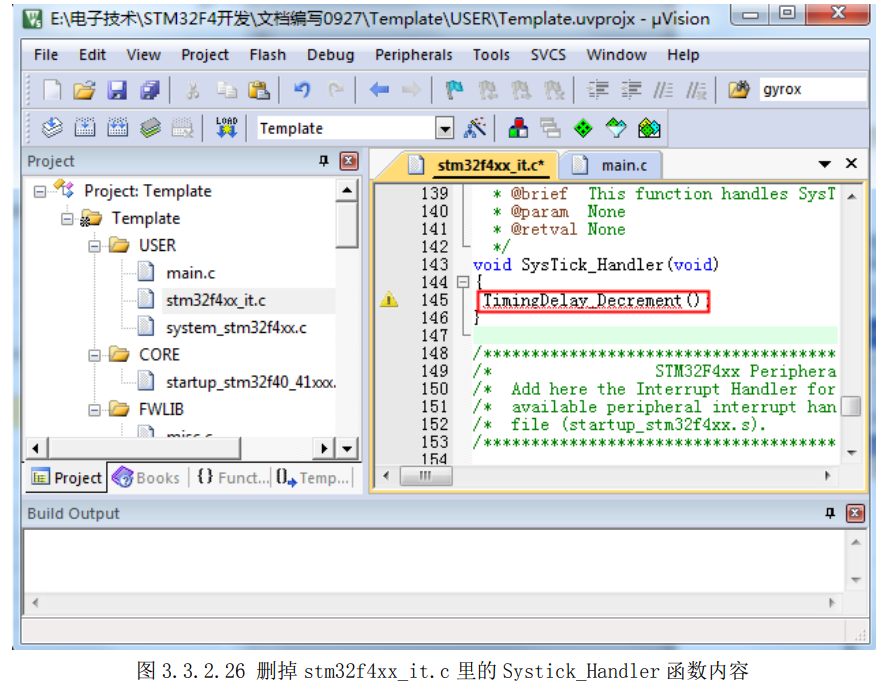 E:\电子技术\STM32F4开发\文档编写0927\Template\USER\Template.uvprojx - µVision
File Edit View Project Flash Debug Peripherals Tools SVCS Window Help
gyrox
LOAD Template
Project
Project: Template
Template
USER
main.c
stm32f4xx_it.c
system_stm32f4xx.c
CORE
startup_stm32f40_41xxx.
FWLIB
misc.c
Project Books {} Funct... Temp...
stm32f4xx_it.c* main.c
139 * @brief This function handles SysT
140 * @param None
141 * @retval None
142 */
143 void SysTick_Handler(void)
144 {
145 TimingDelay_Decrement();
146 }
147
148 /*************************************
149 /* STM32F4xx Periphera
150 /* Add here the Interrupt Handler for
151 /* available peripheral interrupt han
152 /* file (startup_stm32f4xx.s).
153 /*************************************
154
Build Output
图 3.3.2.26 删掉 stm32f4xx_it.c 里的 Systick_Handler 函数内容